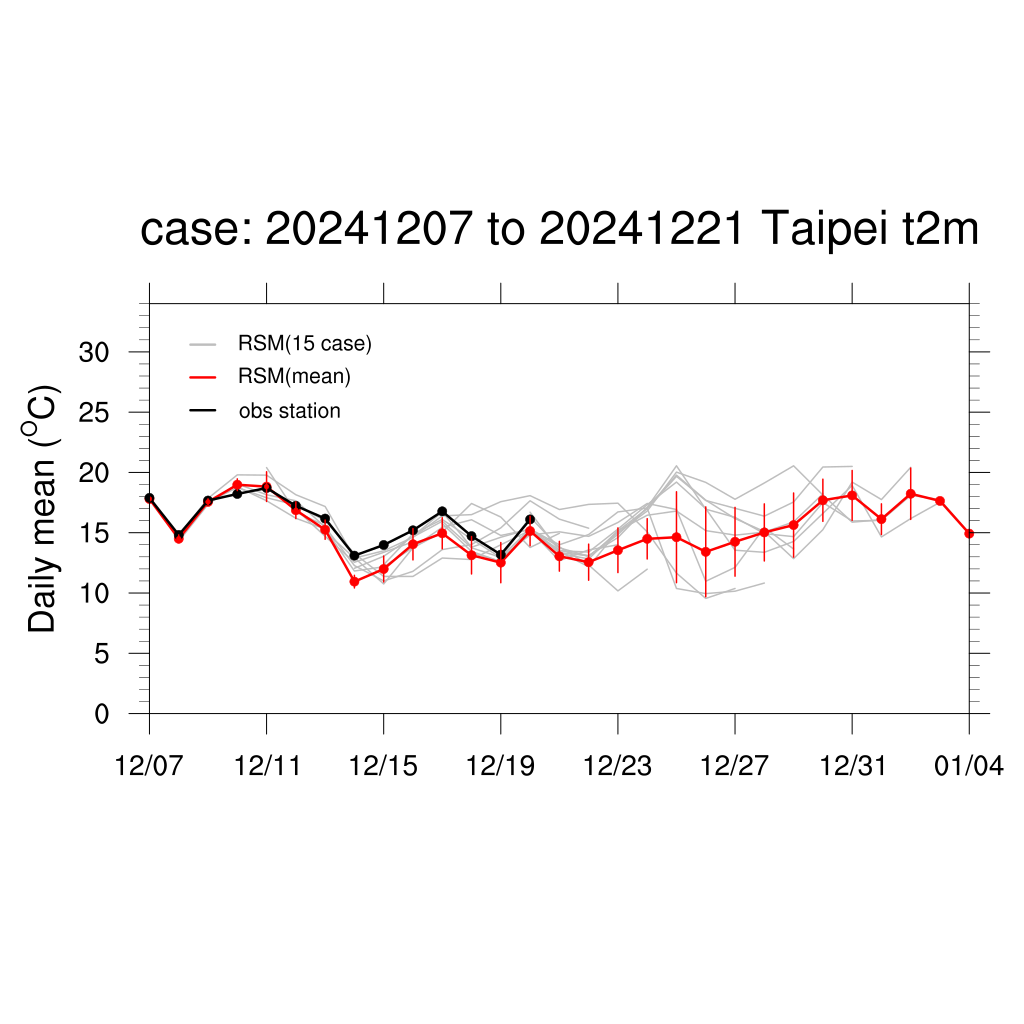 case: 20241207 to 20241221 Taipei t2m
RSM(15 case)
RSM(mean)
obs station
Daily mean (°C)
30
25
20
15
10
5
0
12/07 12/11 12/15 12/19 12/23 12/27 12/31 01/04